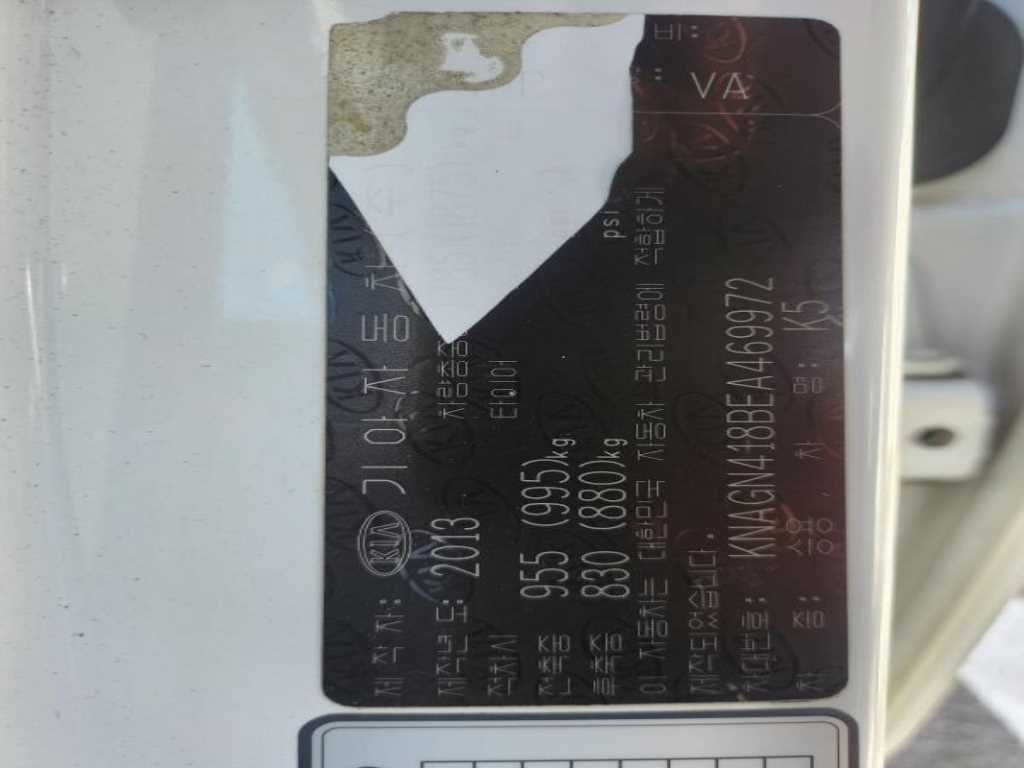 제 작 자: KIA 기 아 자 동 차
제작년 도: 2013 차량총중
적차시 타이어
전축중 955 (995)kg
후축중 830 (880)kg psi
이 자동차는 대한민국 자동차 관리법령에 적합하게
제작되었습니다.
차대번호: KNAGN418BEA469972
차 종: 승용 차 명: K5
비:
: VA